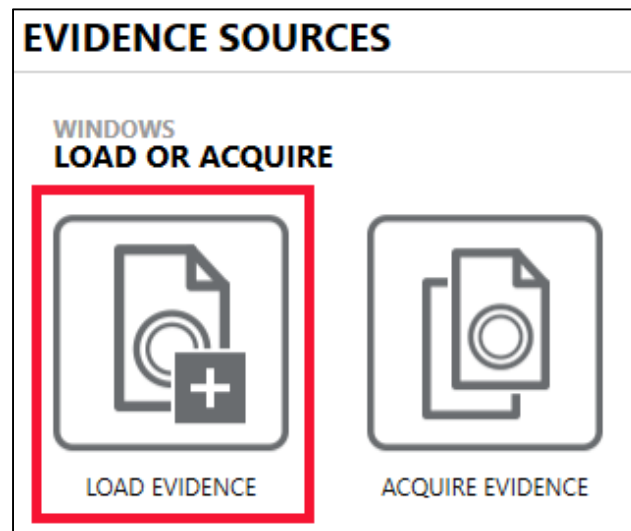 EVIDENCE SOURCES
WINDOWS
LOAD OR ACQUIRE
LOAD EVIDENCE
ACQUIRE EVIDENCE